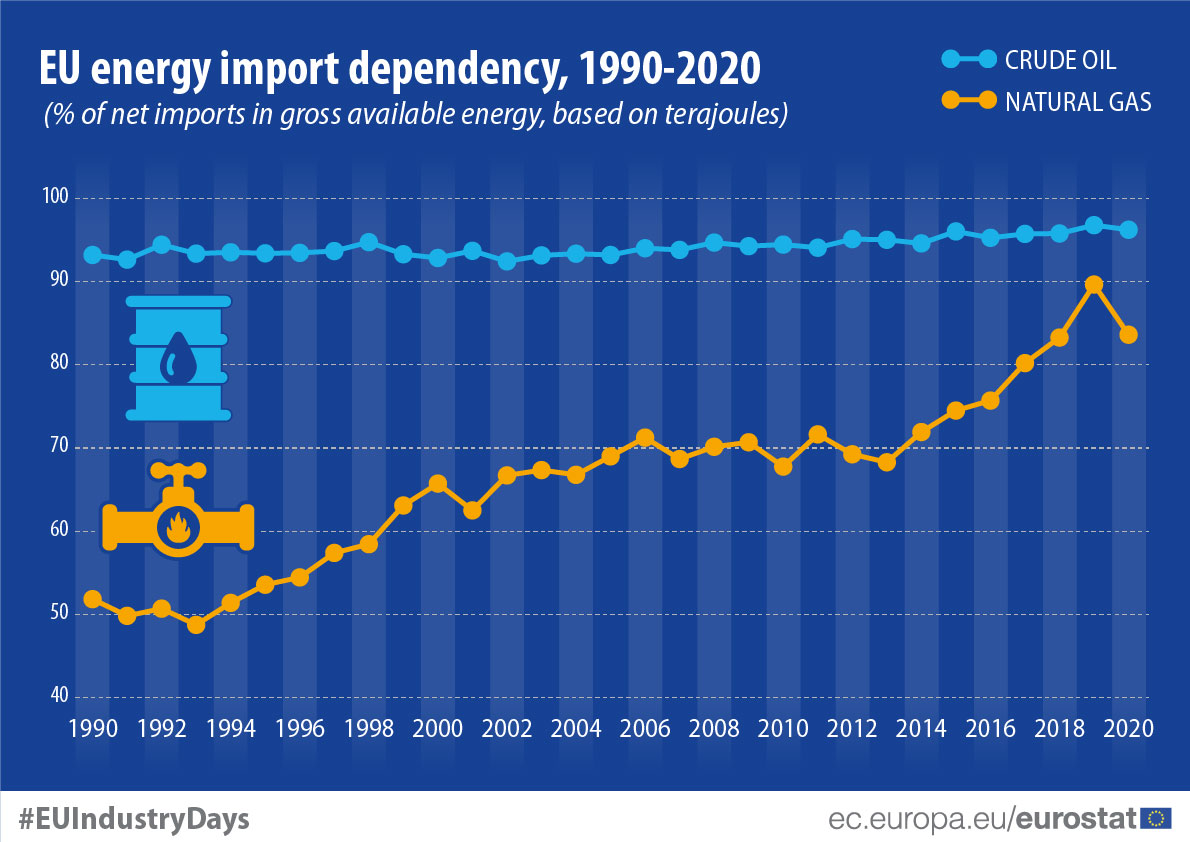 EU energy import dependency, 1990-2020
(% of net imports in gross available energy, based on terajoules)
CRUDE OIL
NATURAL GAS
100
90
80
70
60
50
40
1990 1992 1994 1996 1998 2000 2002 2004 2006 2008 2010 2012 2014 2016 2018 2020
#EUIndustryDays
ec.europa.eu/eurostat